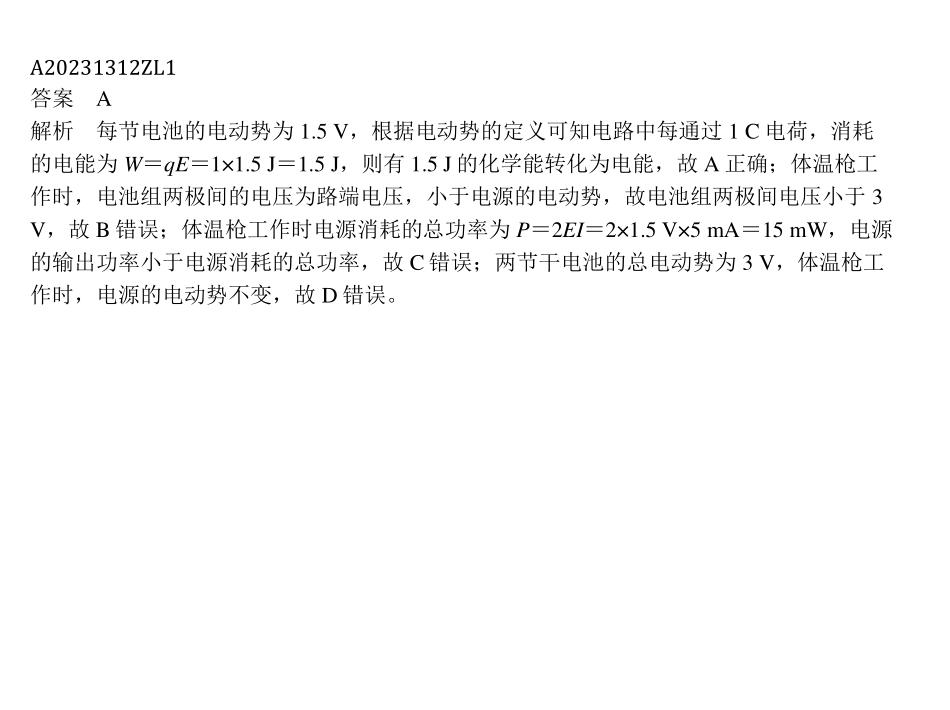 A20231312ZL1
答案　A
解析　每节电池的电动势为 1.5 V，根据电动势的定义可知电路中每通过 1 C 电荷，消耗
的电能为 W＝qE＝1×1.5 J＝1.5 J，则有 1.5 J 的化学能转化为电能，故 A 正确；体温枪工
作时，电池组两极间的电压为路端电压，小于电源的电动势，故电池组两极间电压小于 3
V，故 B 错误；体温枪工作时电源消耗的总功率为 P＝2EI＝2×1.5 V×5 mA＝15 mW，电源
的输出功率小于电源消耗的总功率，故 C 错误；两节干电池的总电动势为 3 V，体温枪工
作时，电源的电动势不变，故 D 错误。